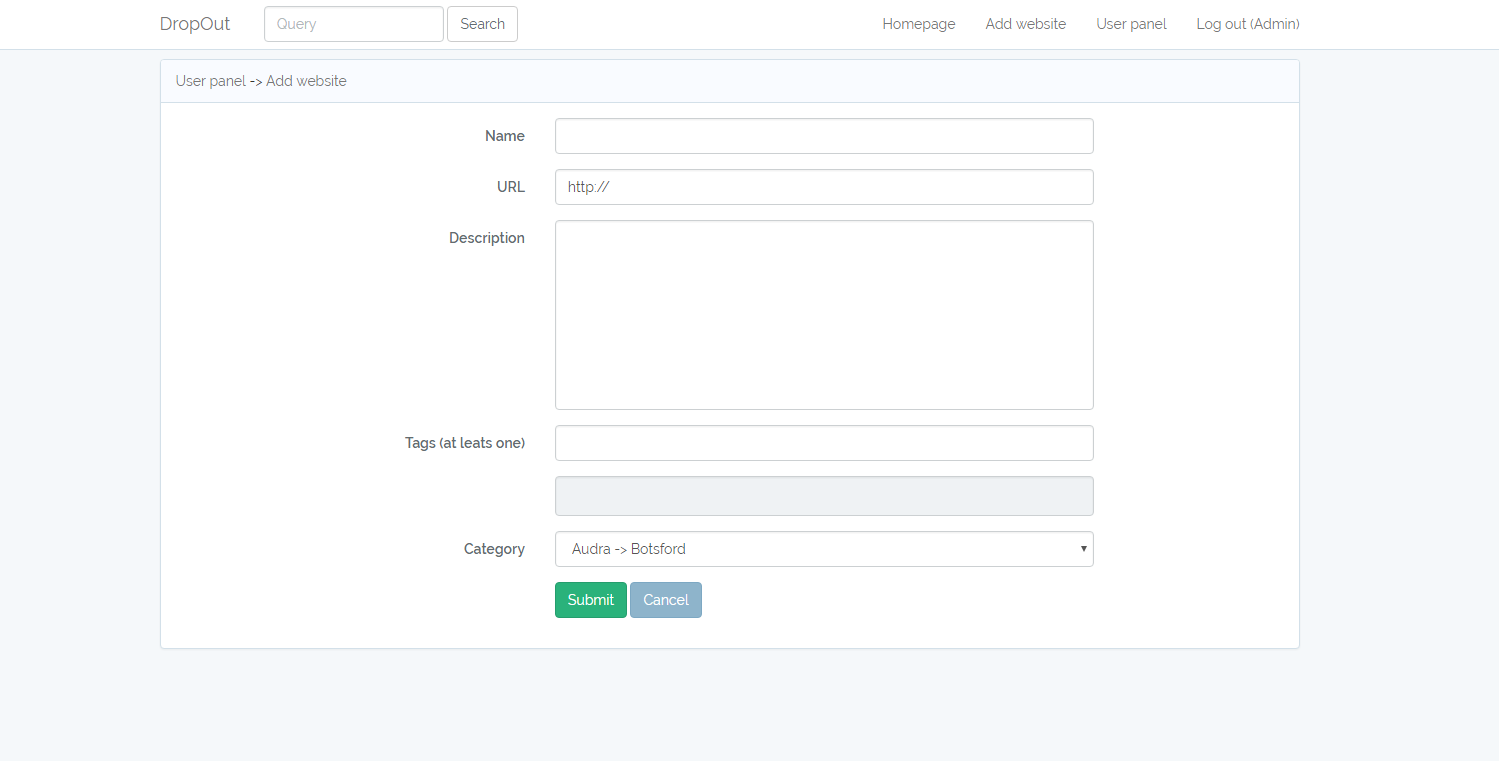 DropOut Query Search Homepage Add website User panel Log out (Admin)
User panel -> Add website
Name
URL http://
Description
Tags (at leats one)
Category Audra -> Botsford
Submit Cancel